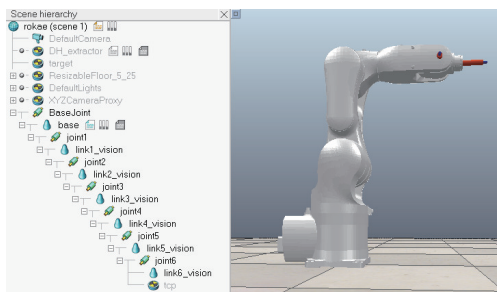 Scene hierarchy
rokae (scene 1)
DefaultCamera
DH_extractor
target
ResizableFloor_5_25
DefaultLights
XYZCameraProxy
BaseJoint
base
joint1
link1_vision
joint2
link2_vision
joint3
link3_vision
joint4
link4_vision
joint5
link5_vision
joint6
link6_vision
tcp